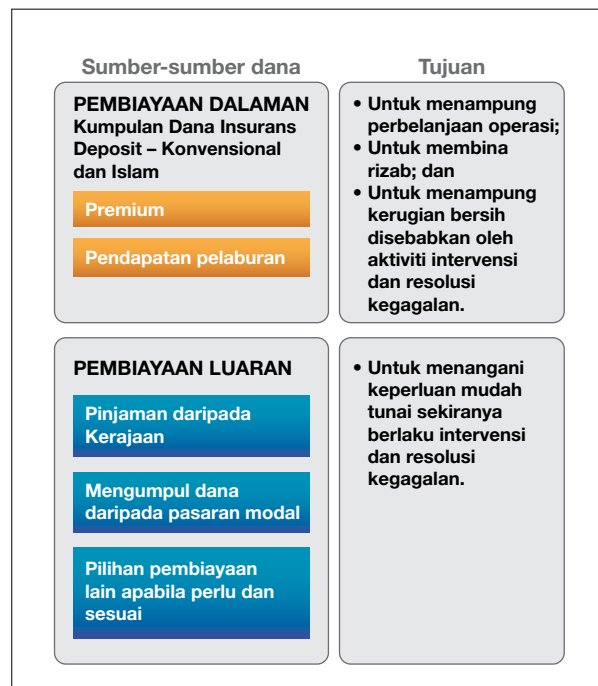 Sumber-sumber dana
Tujuan
PEMBIAYAAN DALAMAN
Kumpulan Dana Insurans
Deposit – Konvensional
dan Islam
Premium
Pendapatan pelaburan
• Untuk menampung
perbelanjaan operasi;
• Untuk membina
rizab; dan
• Untuk menampung
kerugian bersih
disebabkan oleh
aktiviti intervensi
dan resolusi
kegagalan.
PEMBIAYAAN LUARAN
Pinjaman daripada
Kerajaan
Mengumpul dana
daripada pasaran modal
Pilihan pembiayaan
lain apabila perlu dan
sesuai
• Untuk menangani
keperluan mudah
tunai sekiranya
berlaku intervensi
dan resolusi
kegagalan.